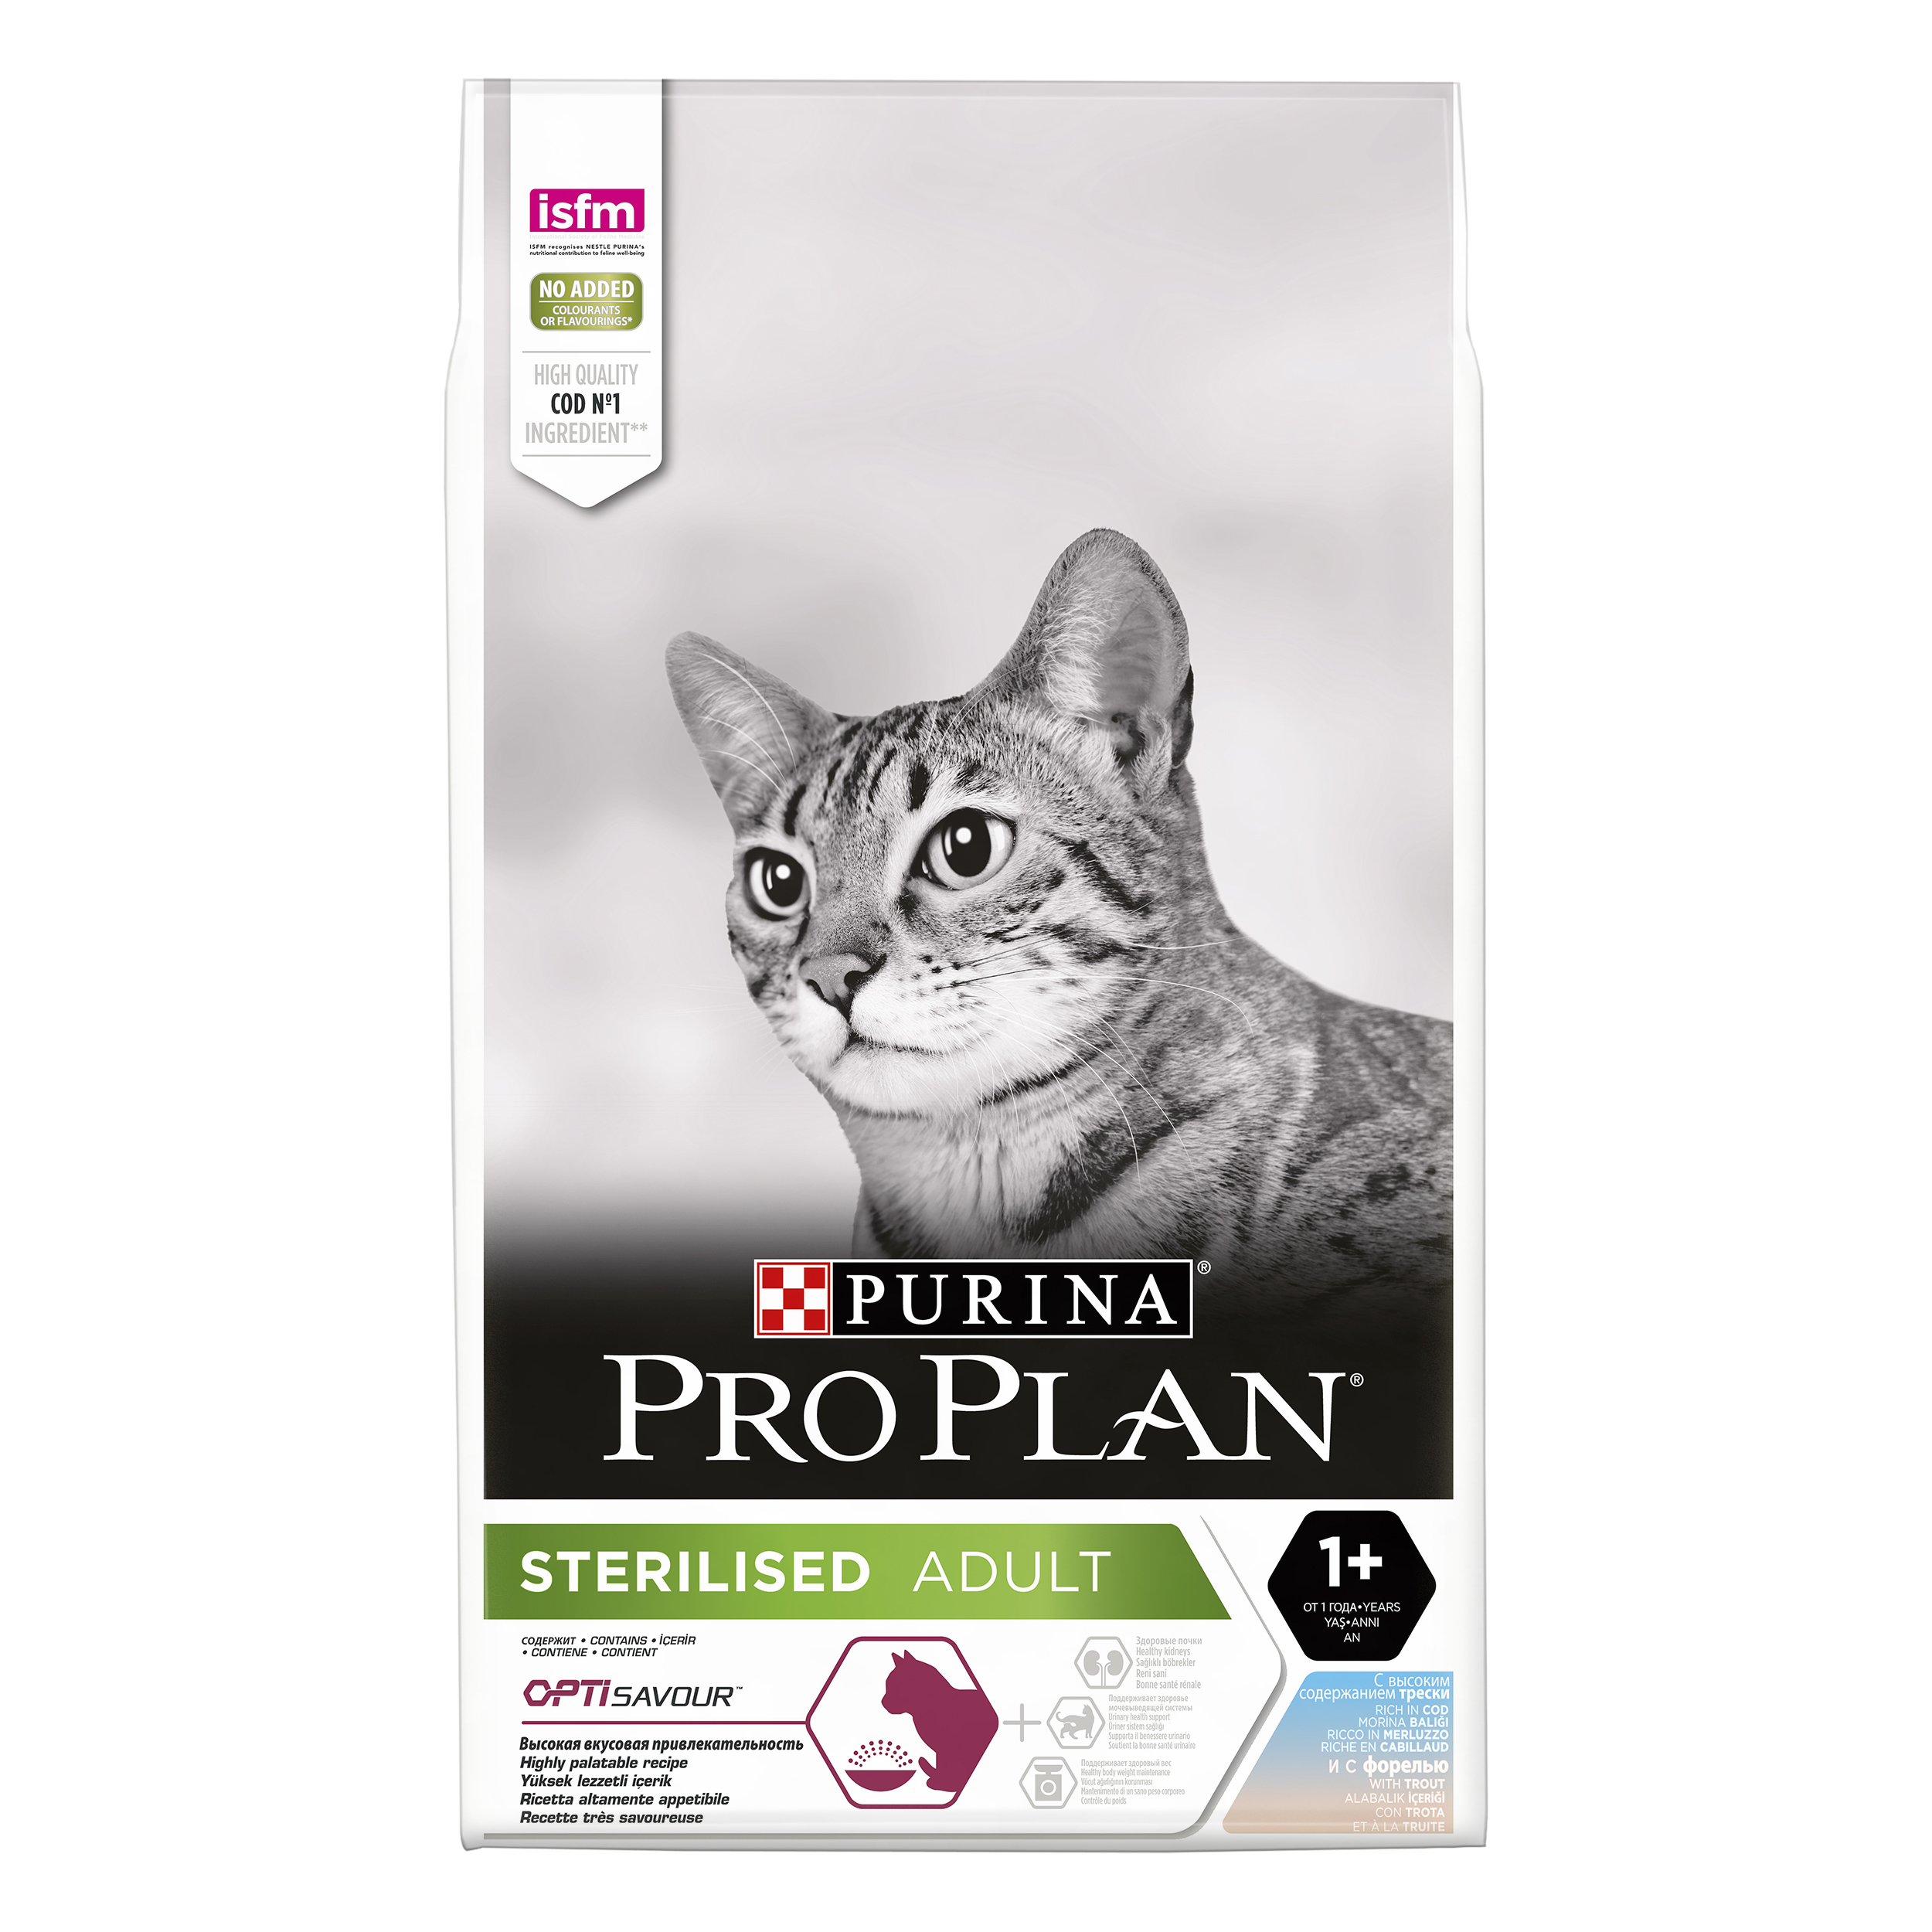 isfm
ISFM recognises NESTLE PURINA's
nutritional contribution to feline well-being
NO ADDED
COLOURANTS
OR FLAVOURINGS*
HIGH QUALITY
COD Nº1
INGREDIENT**
PURINA®
PRO PLAN®
STERILISED ADULT
1+
ОТ 1 ГОДА•YEARS
YAŞ•ANNI
AN
СОДЕРЖИТ • CONTAINS • İÇERİR
• CONTIENE • CONTIENT
OPTISAVOUR™
Высокая вкусовая привлекательность
Highly palatable recipe
Yüksek lezzetli içerik
Ricetta altamente appetibile
Recette très savoureuse
+
Здоровые почки
Healthy kidneys
Sağlıklı böbrekler
Reni sani
Bonne santé rénale
Поддерживает здоровье
мочевыводящей системы
Urinary health support
Üriner sistem sağlığı
Supporta il benessere urinario
Soutient la bonne santé urinaire
Поддерживает здоровый вес
Healthy body weight maintenance
Vücut ağırlığının korunması
Mantenimento di un sano peso corporeo
Contrôle du poids
С высоким
содержанием трески
RICH IN COD
MORİNA BALIĞI
RICCO IN MERLUZZO
RICHE EN CABILLAUD
и с форелью
WITH TROUT
ALABALIK İÇERİĞİ
CON TROTA
ET À LA TRUITE